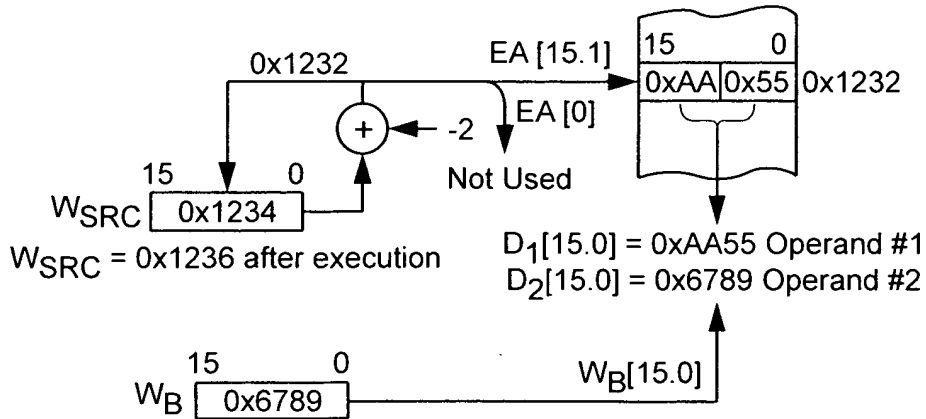 15 0
EA [15.1]
0x1232
0xAA 0x55 0x1232
EA [0]
+
-2
15 0
Not Used
WSRC 0x1234
WSRC = 0x1236 after execution
D1[15.0] = 0xAA55 Operand #1
D2[15.0] = 0x6789 Operand #2
15 0
WB[15.0]
WB 0x6789